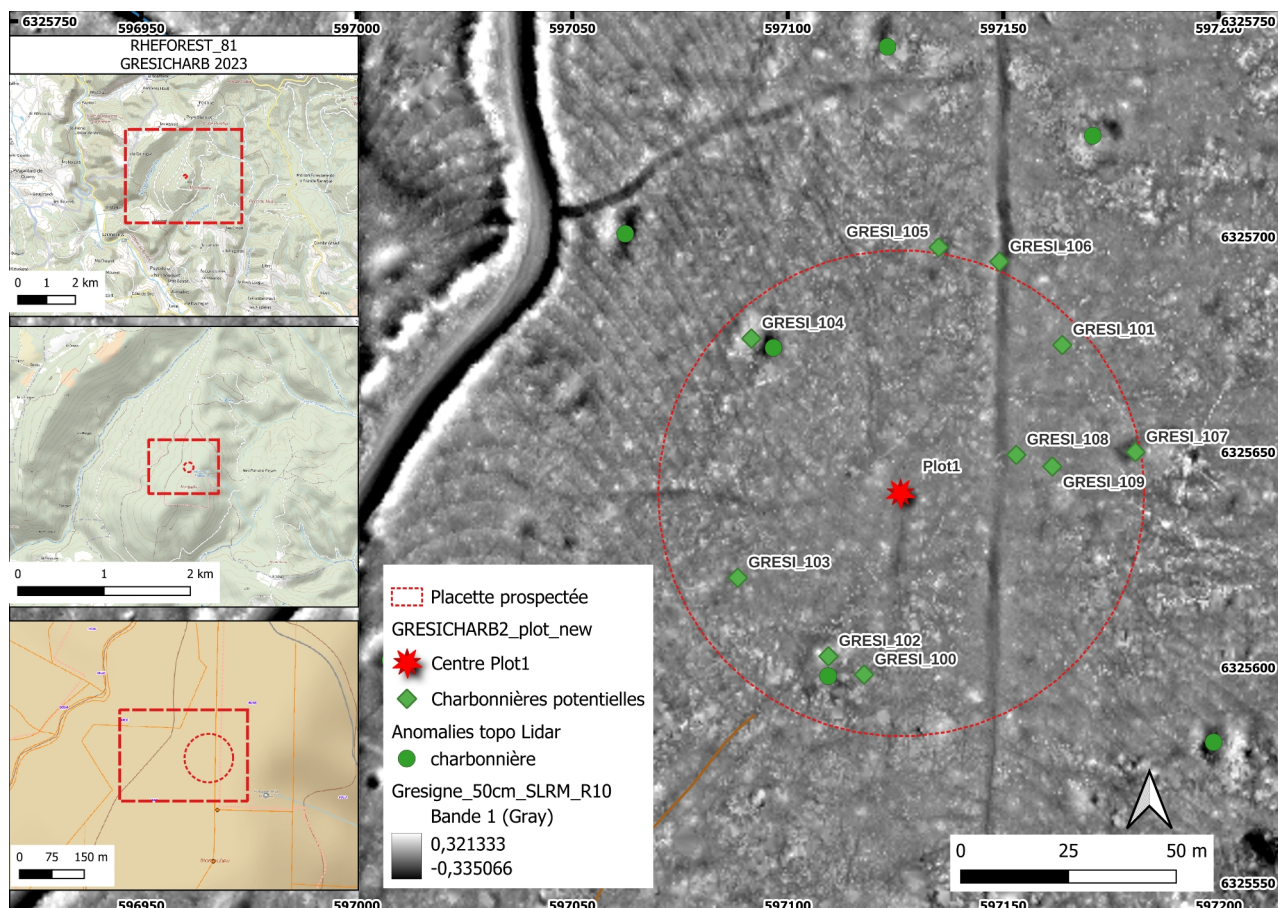 6325750
596950
597000
597050
597100
597150
597200
6325750
RHEFOREST_81
GRESICHARB 2023
0 1 2 km
0 1 2 km
0 75 150 m
6325700
GRESI_105
GRESI_106
GRESI_104
GRESI_101
GRESI_108
GRESI_107
6325650
Plot1
GRESI_109
GRESI_103
GRESI_102
GRESI_100
6325600
Placette prospectée
GRESICHARB2_plot_new
Centre Plot1
Charbonnières potentielles
Anomalies topo Lidar
charbonnière
Gresigne_50cm_SLRM_R10
Bande 1 (Gray)
0,321333
-0,335066
0 25 50 m
6325550
6325550
596950
597000
597050
597100
597150
597200